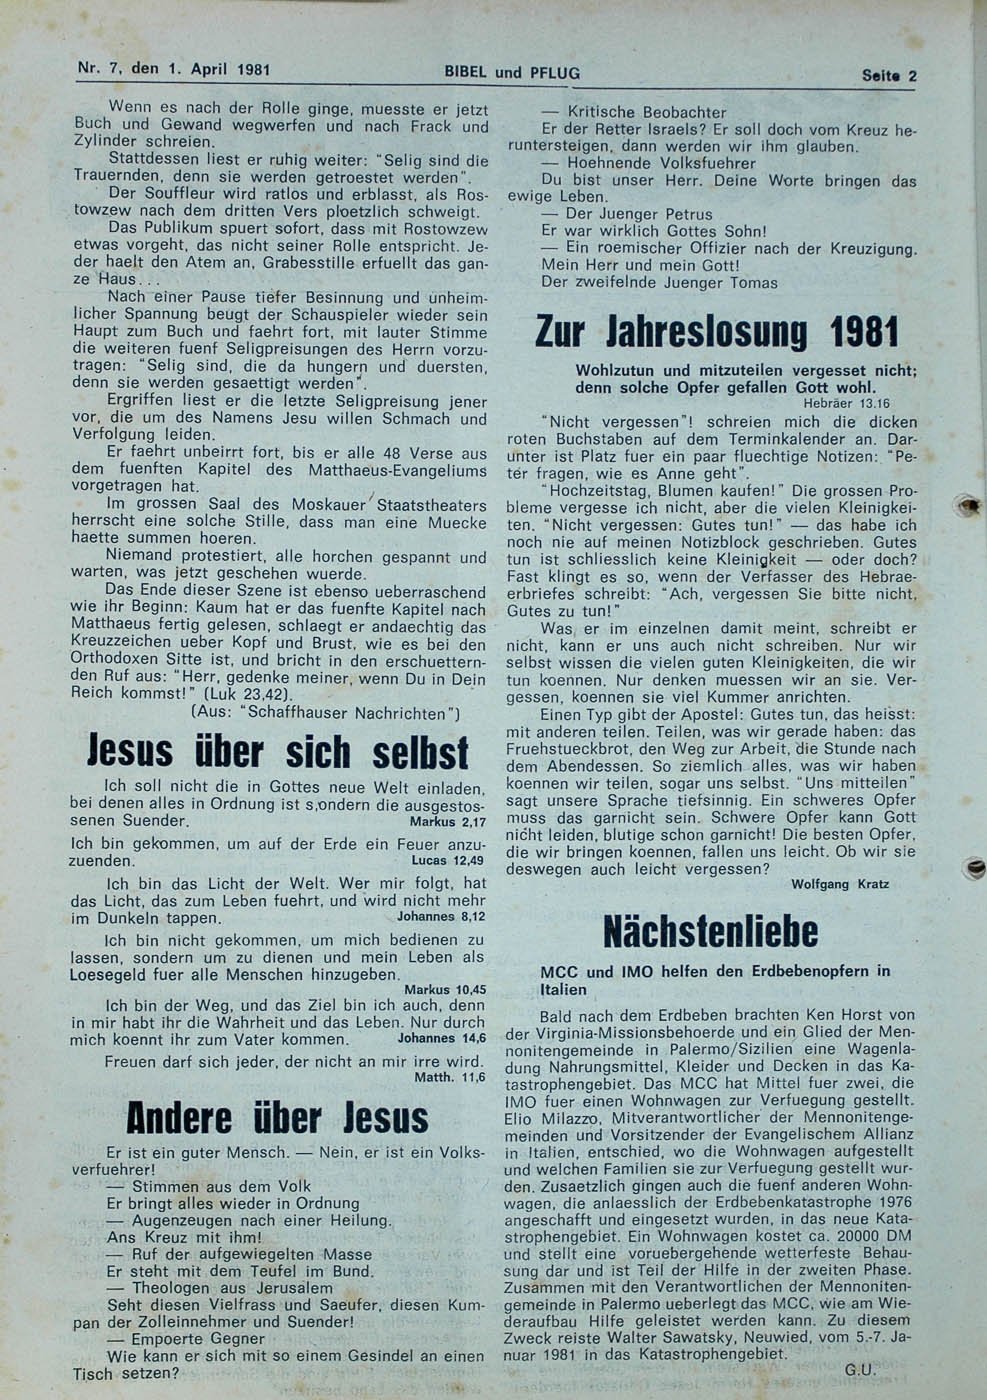 Nr. 7, den 1. April 1981
BIBEL und PFLUG
Seite 2
Wenn es nach der Rolle ginge, muesste er jetzt
Buch und Gewand wegwerfen und nach Frack und
Zylinder schreien.
Stattdessen liest er ruhig weiter: "Selig sind die
Trauernden, denn sie werden getroestet werden".
Der Souffleur wird ratlos und erblasst, als Ros-
towzew nach dem dritten Vers ploetzlich schweigt.
Das Publikum spuert sofort, dass mit Rostowzew
etwas vorgeht, das nicht seiner Rolle entspricht. Je-
der haelt den Atem an, Grabesstille erfuellt das gan-
ze Haus...
Nach einer Pause tiefer Besinnung und unheim-
licher Spannung beugt der Schauspieler wieder sein
Haupt zum Buch und faehrt fort, mit lauter Stimme
die weiteren fuenf Seligpreisungen des Herrn vorzu-
tragen: "Selig sind, die da hungern und duersten,
denn sie werden gesaettigt werden".
Ergriffen liest er die letzte Seligpreisung jener
vor, die um des Namens Jesu willen Schmach und
Verfolgung leiden.
Er faehrt unbeirrt fort, bis er alle 48 Verse aus
dem fuenften Kapitel des Matthaeus-Evangeliums
vorgetragen hat.
Im grossen Saal des Moskauer Staatstheaters
herrscht eine solche Stille, dass man eine Muecke
haette summen hoeren.
Niemand protestiert, alle horchen gespannt und
warten, was jetzt geschehen wuerde.
Das Ende dieser Szene ist ebenso ueberraschend
wie ihr Beginn: Kaum hat er das fuenfte Kapitel nach
Matthaeus fertig gelesen, schlaegt er andaechtig das
Kreuzzeichen ueber Kopf und Brust, wie es bei den
Orthodoxen Sitte ist, und bricht in den erschuettern-
den Ruf aus: "Herr, gedenke meiner, wenn Du in Dein
Reich kommst!" (Luk 23,42).
(Aus: "Schaffhauser Nachrichten")
Jesus über sich selbst
Ich soll nicht die in Gottes neue Welt einladen,
bei denen alles in Ordnung ist s,ondern die ausgestos-
senen Suender. Markus 2,17
Ich bin gekommen, um auf der Erde ein Feuer anzu-
zuenden. Lucas 12,49
Ich bin das Licht der Welt. Wer mir folgt, hat
das Licht, das zum Leben fuehrt, und wird nicht mehr
im Dunkeln tappen. Johannes 8,12
Ich bin nicht gekommen, um mich bedienen zu
lassen, sondern um zu dienen und mein Leben als
Loesegeld fuer alle Menschen hinzugeben.
Markus 10,45
Ich bin der Weg, und das Ziel bin ich auch, denn
in mir habt ihr die Wahrheit und das Leben. Nur durch
mich koennt ihr zum Vater kommen. Johannes 14,6
Freuen darf sich jeder, der nicht an mir irre wird.
Matth. 11,6
Andere über Jesus
Er ist ein guter Mensch. — Nein, er ist ein Volks-
verfuehrer!
— Stimmen aus dem Volk
Er bringt alles wieder in Ordnung
— Augenzeugen nach einer Heilung.
Ans Kreuz mit ihm!
— Ruf der aufgewiegelten Masse
Er steht mit dem Teufel im Bund.
— Theologen aus Jerusalem
Seht diesen Vielfrass und Saeufer, diesen Kum-
pan der Zolleinnehmer und Suender!
— Empoerte Gegner
Wie kann er sich mit so einem Gesindel an einen
Tisch setzen?
— Kritische Beobachter
Er der Retter Israels? Er soll doch vom Kreuz he-
runtersteigen, dann werden wir ihm glauben.
— Hoehnende Volksfuehrer
Du bist unser Herr. Deine Worte bringen das
ewige Leben.
— Der Juenger Petrus
Er war wirklich Gottes Sohn!
— Ein roemischer Offizier nach der Kreuzigung.
Mein Herr und mein Gott!
Der zweifelnde Juenger Tomas
Zur Jahreslosung 1981
Wohlzutun und mitzuteilen vergesset nicht;
denn solche Opfer gefallen Gott wohl.
Hebräer 13.16
"Nicht vergessen"! schreien mich die dicken
roten Buchstaben auf dem Terminkalender an. Dar-
unter ist Platz fuer ein paar fluechtige Notizen: "Pe-
ter fragen, wie es Anne geht".
"Hochzeitstag, Blumen kaufen!" Die grossen Pro-
bleme vergesse ich nicht, aber die vielen Kleinigkei-
ten. "Nicht vergessen: Gutes tun!" — das habe ich
noch nie auf meinen Notizblock geschrieben. Gutes
tun ist schliesslich keine Kleinigkeit — oder doch?
Fast klingt es so, wenn der Verfasser des Hebrae-
erbriefes schreibt: "Ach, vergessen Sie bitte nicht,
Gutes zu tun!"
Was er im einzelnen damit meint, schreibt er
nicht, kann er uns auch nicht schreiben. Nur wir
selbst wissen die vielen guten Kleinigkeiten, die wir
tun koennen. Nur denken muessen wir an sie. Ver-
gessen, koennen sie viel Kummer anrichten.
Einen Typ gibt der Apostel: Gutes tun, das heisst:
mit anderen teilen. Teilen, was wir gerade haben: das
Fruehstueckbrot, den Weg zur Arbeit, die Stunde nach
dem Abendessen. So ziemlich alles, was wir haben
koennen wir teilen, sogar uns selbst. "Uns mitteilen"
sagt unsere Sprache tiefsinnig. Ein schweres Opfer
muss das garnicht sein. Schwere Opfer kann Gott
nicht leiden, blutige schon garnicht! Die besten Opfer,
die wir bringen koennen, fallen uns leicht. Ob wir sie
deswegen auch leicht vergessen?
Wolfgang Kratz
Nächstenliebe
MCC und IMO helfen den Erdbebenopfern in
Italien
Bald nach dem Erdbeben brachten Ken Horst von
der Virginia-Missionsbehoerde und ein Glied der Men-
nonitengemeinde in Palermo/Sizilien eine Wagenla-
dung Nahrungsmittel, Kleider und Decken in das Ka-
tastrophengebiet. Das MCC hat Mittel fuer zwei, die
IMO fuer einen Wohnwagen zur Verfuegung gestellt.
Elio Milazzo, Mitverantwortlicher der Mennonitenge-
meinden und Vorsitzender der Evangelischem Allianz
in Italien, entschied, wo die Wohnwagen aufgestellt
und welchen Familien sie zur Verfuegung gestellt wur-
den. Zusaetzlich gingen auch die fuenf anderen Wohn-
wagen, die anlaesslich der Erdbebenkatastrophe 1976
angeschafft und eingesetzt wurden, in das neue Kata-
strophengebiet. Ein Wohnwagen kostet ca. 20000 DM
und stellt eine voruebergehende wetterfeste Behau-
sung dar und ist Teil der Hilfe in der zweiten Phase.
Zusammen mit den Verantwortlichen der Mennoniten-
gemeinde in Palermo ueberlegt das MCC, wie am Wie-
deraufbau Hilfe geleistet werden kann. Zu diesem
Zweck reiste Walter Sawatsky, Neuwied, vom 5.-7. Ja-
nuar 1981 in das Katastrophengebiet.
G.U.